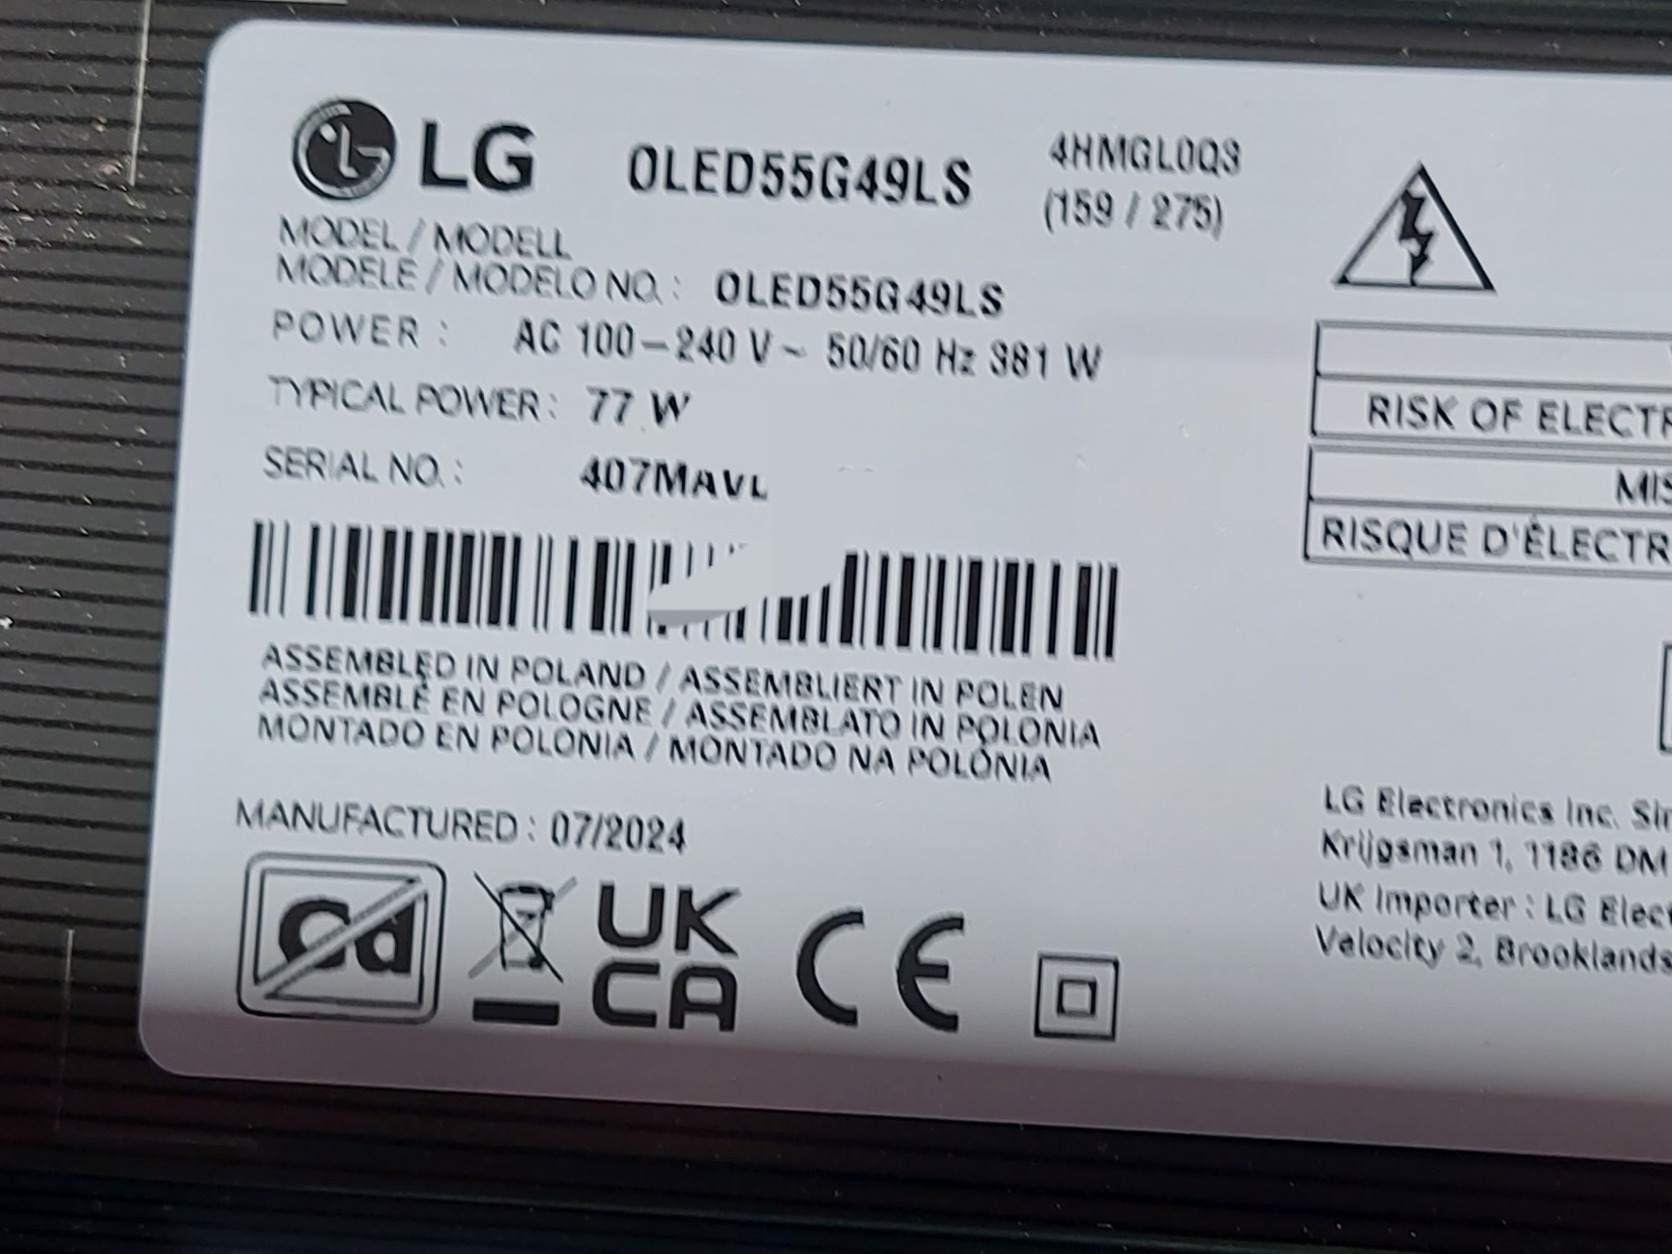 LG OLED55G49LS 4HMGL0Q3
(159 / 275)
MODEL / MODELL
MODELE / MODELO NO. : OLED55G49LS
POWER : AC 100-240 V ~ 50/60 Hz 381 W
TYPICAL POWER : 77 W
SERIAL NO. : 407MAVL
ASSEMBLED IN POLAND / ASSEMBLIERT IN POLEN
ASSEMBLÉ EN POLOGNE / ASSEMBLATO IN POLONIA
MONTADO EN POLONIA / MONTADO NA POLÓNIA
MANUFACTURED : 07/2024
Cd
UK
CA
CE
RISK OF ELECTR
MIS
RISQUE D'ÉLECTR
LG Electronics Inc. Sin
Krijgsman 1, 1186 DM
UK Importer : LG Elect
Velocity 2, Brooklands